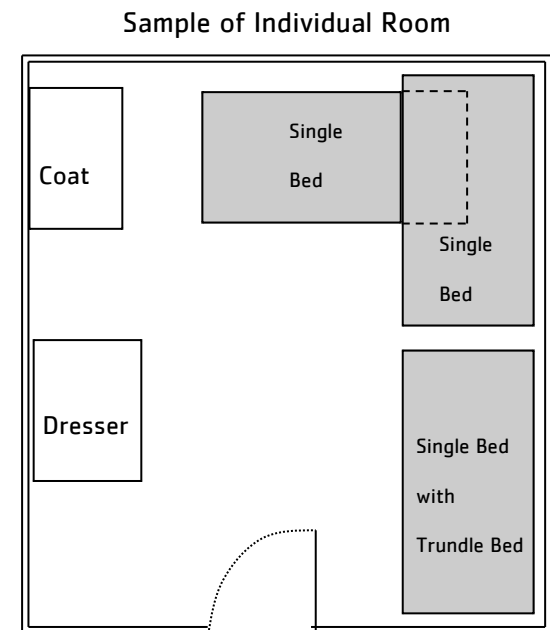 Sample of Individual Room
Single
Bed
Coat
Single
Bed
Dresser
Single Bed
with
Trundle Bed